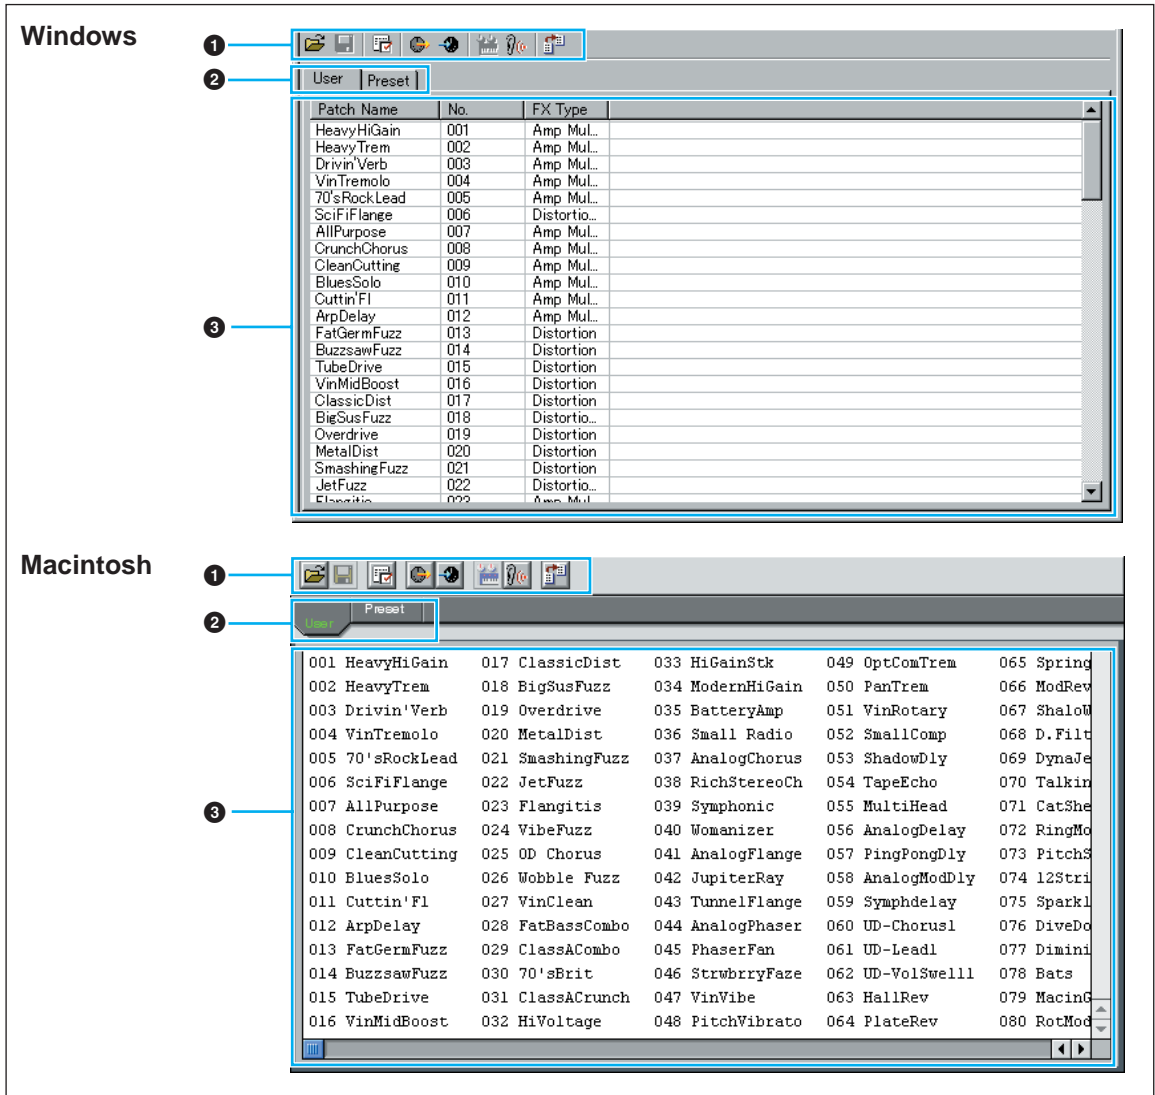 Windows
1
2
User Preset
Patch Name No. FX Type
HeavyHiGain 001 Amp Mul...
HeavyTrem 002 Amp Mul...
Drivin'Verb 003 Amp Mul...
VinTremolo 004 Amp Mul...
70'sRockLead 005 Amp Mul...
SciFiFlange 006 Distortio...
AllPurpose 007 Amp Mul...
CrunchChorus 008 Amp Mul...
CleanCutting 009 Amp Mul...
BluesSolo 010 Amp Mul...
Cuttin'Fl 011 Amp Mul...
ArpDelay 012 Amp Mul...
3
FatGermFuzz 013 Distortion
BuzzsawFuzz 014 Distortion
TubeDrive 015 Distortion
VinMidBoost 016 Distortion
ClassicDist 017 Distortion
BigSusFuzz 018 Distortio...
Overdrive 019 Distortion
MetalDist 020 Distortion
SmashingFuzz 021 Distortion
JetFuzz 022 Distortio...
Flangitis 023 Amp Mul...
Macintosh
1
2
User Preset
001 HeavyHiGain 017 ClassicDist 033 HiGainStk 049 OptComTrem 065 Spring
002 HeavyTrem 018 BigSusFuzz 034 ModernHiGain 050 PanTrem 066 ModRev
003 Drivin'Verb 019 Overdrive 035 BatteryAmp 051 VinRotary 067 ShaloW
004 VinTremolo 020 MetalDist 036 Small Radio 052 SmallComp 068 D.Filt
005 70'sRockLead 021 SmashingFuzz 037 AnalogChorus 053 ShadowDly 069 DynaJe
006 SciFiFlange 022 JetFuzz 038 RichStereoCh 054 TapeEcho 070 Talkin
3
007 AllPurpose 023 Flangitis 039 Symphonic 055 MultiHead 071 CatShe
008 CrunchChorus 024 VibeFuzz 040 Womanizer 056 AnalogDelay 072 RingMo
009 CleanCutting 025 OD Chorus 041 AnalogFlange 057 PingPongDly 073 PitchS
010 BluesSolo 026 Wobble Fuzz 042 JupiterRay 058 AnalogModDly 074 12Stri
011 Cuttin'Fl 027 VinClean 043 TunnelFlange 059 Symphdelay 075 Sparkl
012 ArpDelay 028 FatBassCombo 044 AnalogPhaser 060 UD-Chorus1 076 DiveDo
013 FatGermFuzz 029 ClassACombo 045 PhaserFan 061 UD-Lead1 077 Dimini
014 BuzzsawFuzz 030 70'sBrit 046 StrwbrryFaze 062 UD-VolSwell1 078 Bats
015 TubeDrive 031 ClassACrunch 047 VinVibe 063 HallRev 079 MacinG
016 VinMidBoost 032 HiVoltage 048 PitchVibrato 064 PlateRev 080 RotMod